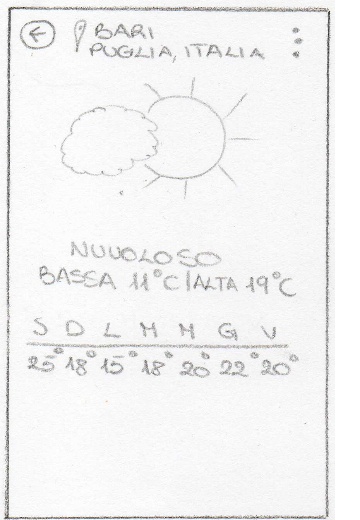 BARI
PUGLIA, ITALIA
NUVOLOSO
BASSA 11°C|ALTA 19°C
S D L M M G V
25° 18° 15° 18° 20° 22° 20°